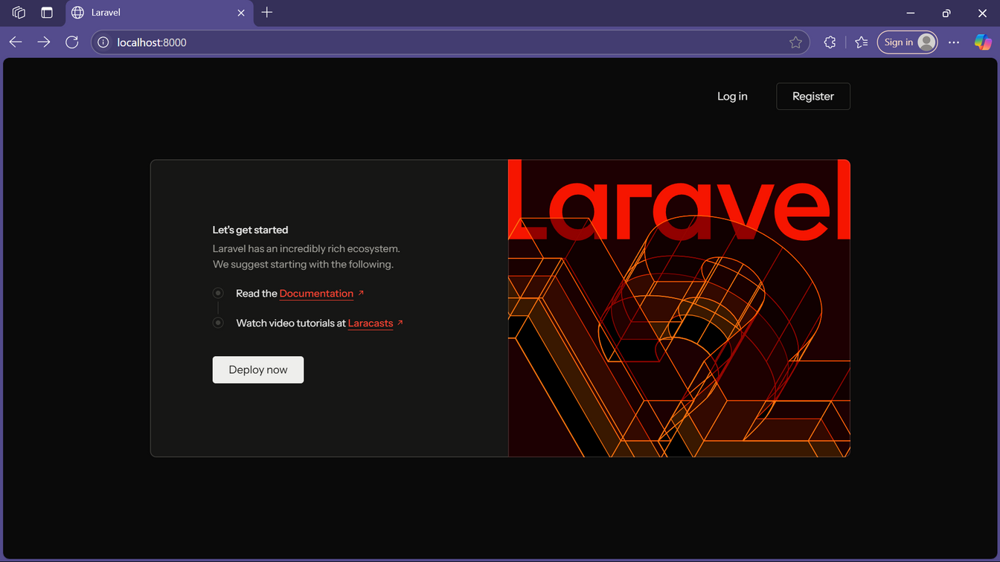 Laravel
localhost:8000
Sign in
Log in
Register
Let's get started
Laravel has an incredibly rich ecosystem.
We suggest starting with the following.
Read the Documentation
Watch video tutorials at Laracasts
Deploy now
Laravel